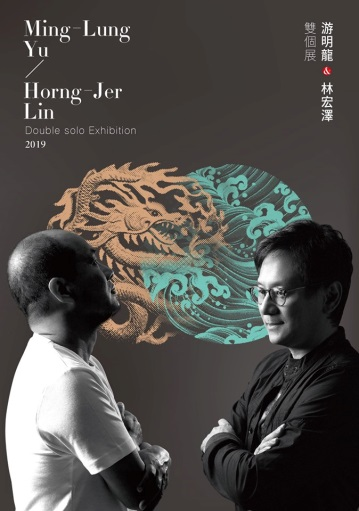 Ming-Lung
Yu
/
Horng-Jer
Lin
Double solo Exhibition
2019
游明龍 & 林宏澤
雙個展